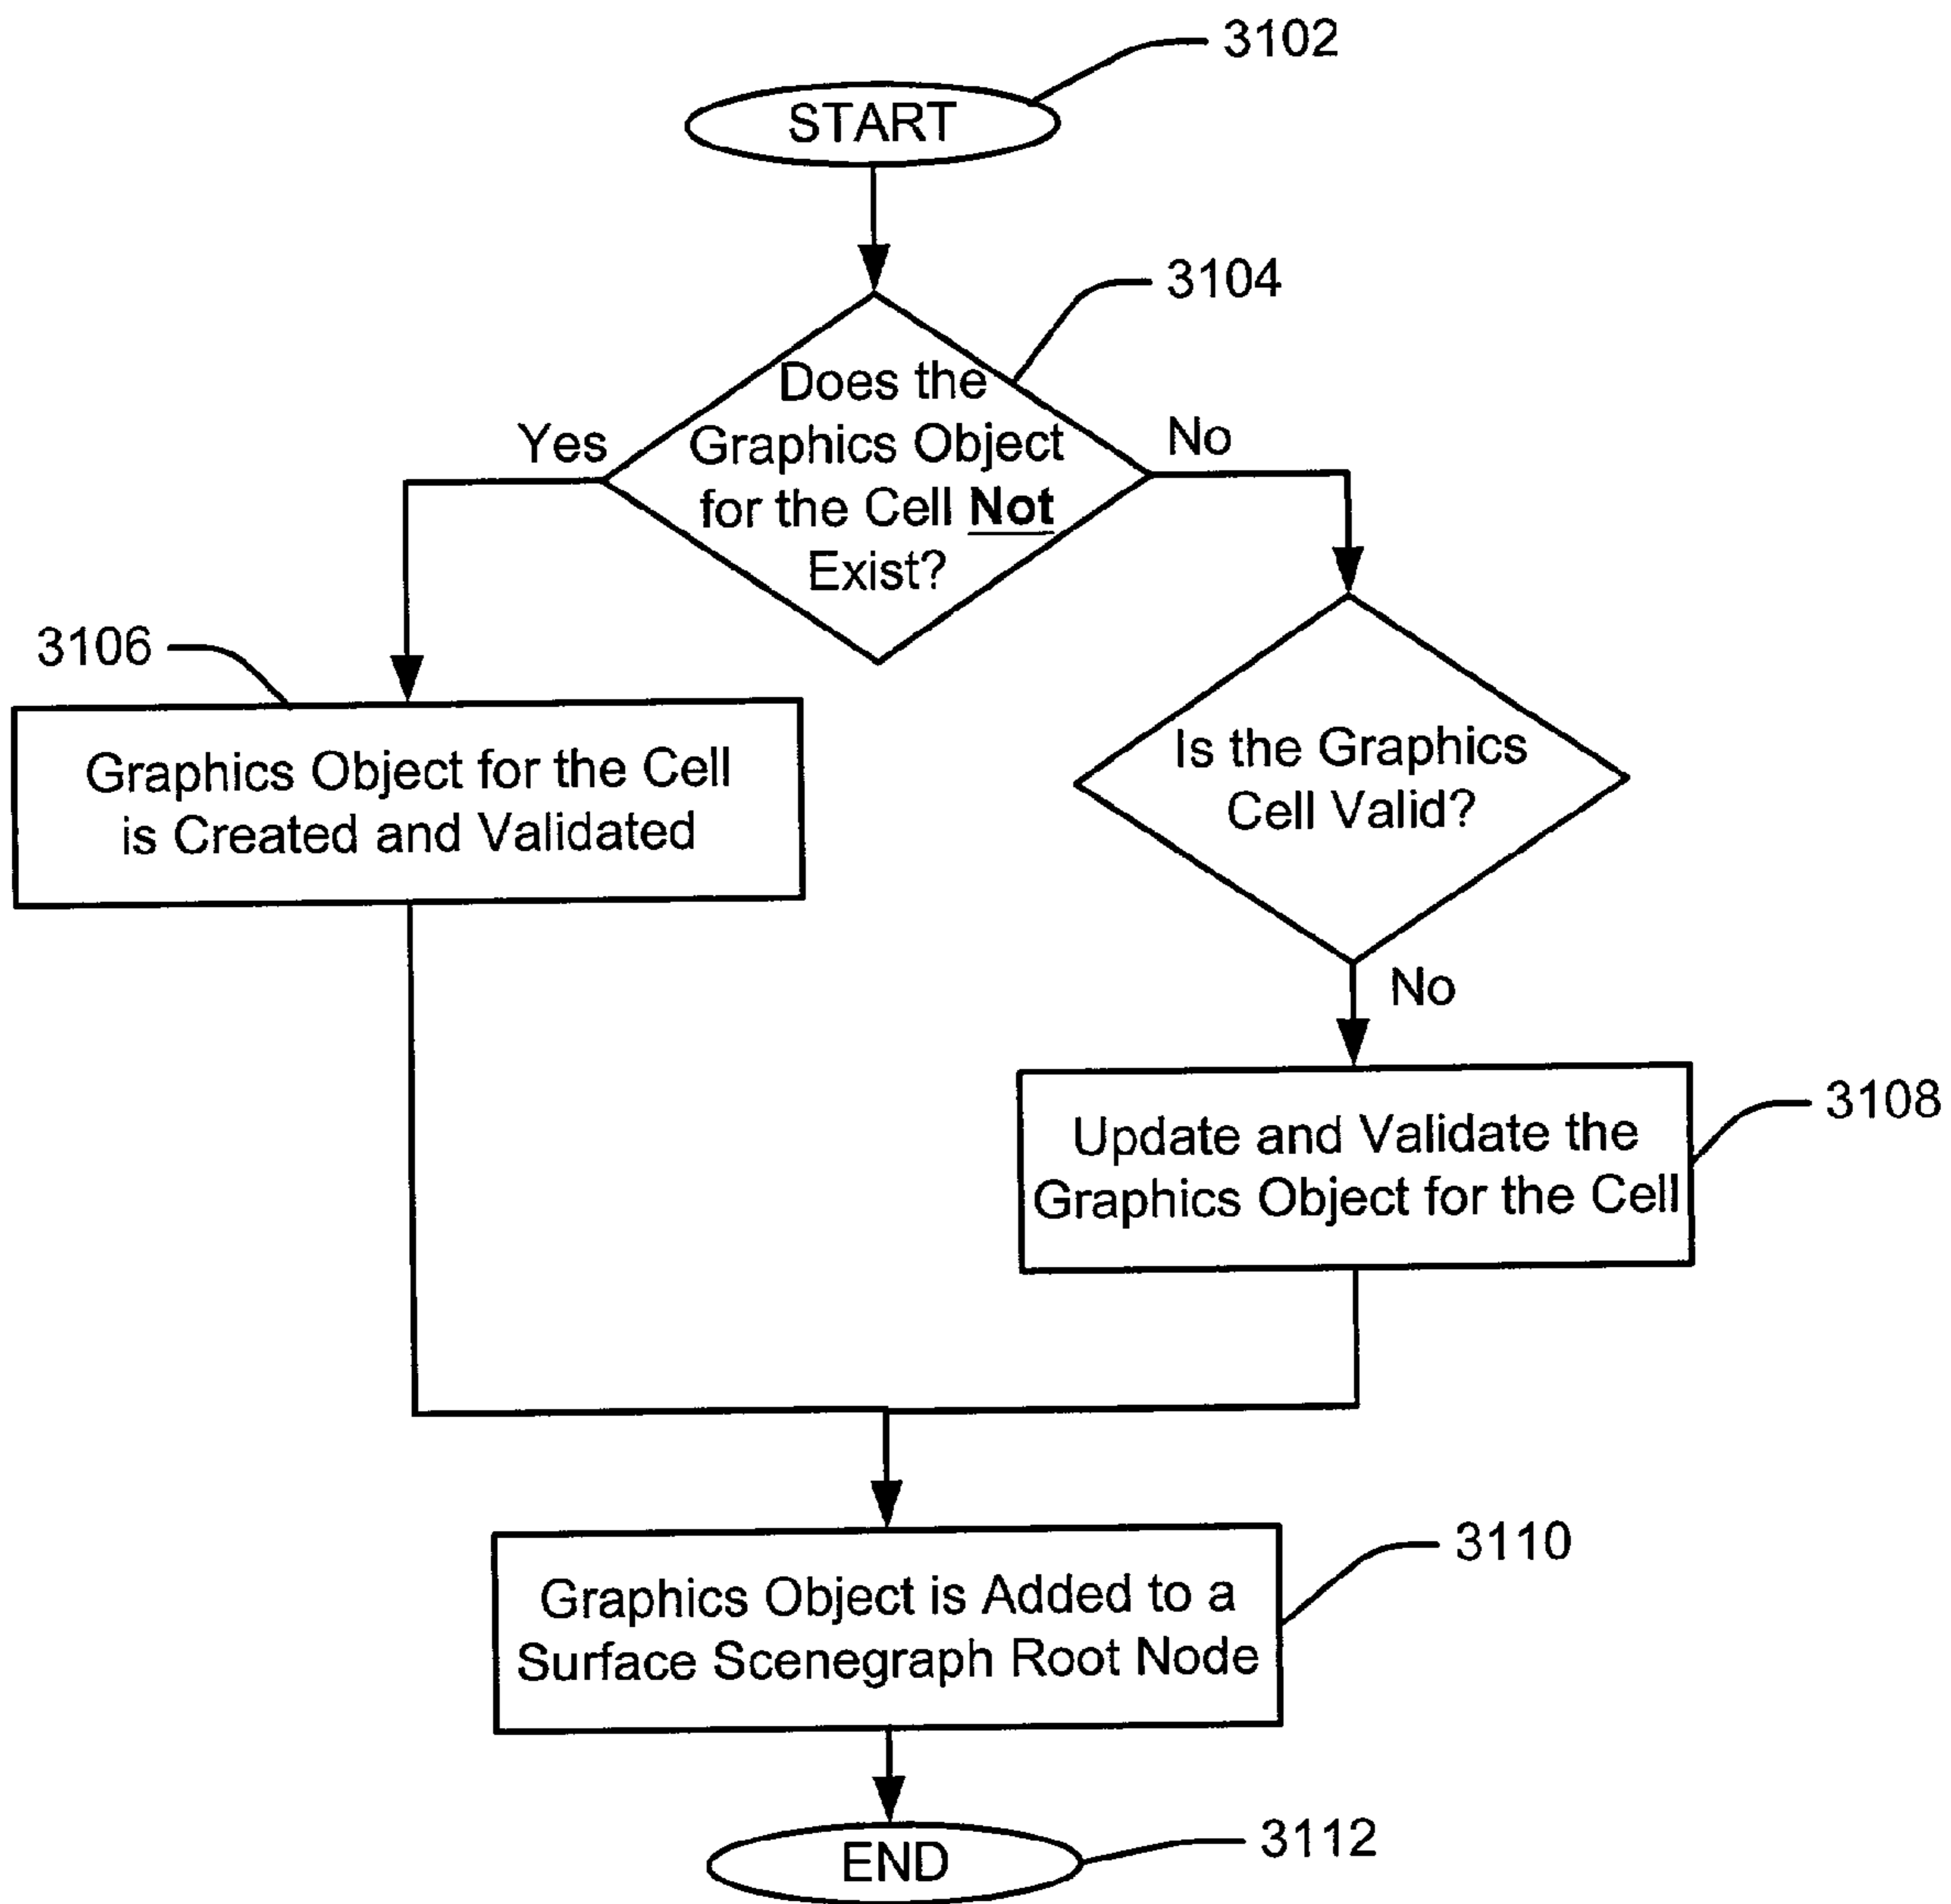 3102
START
3104
Does the
Graphics Object
for the Cell Not
Exist?
Yes
No
3106
Graphics Object for the Cell
is Created and Validated
Is the Graphics
Cell Valid?
No
3108
Update and Validate the
Graphics Object for the Cell
3110
Graphics Object is Added to a
Surface Scenegraph Root Node
END
3112